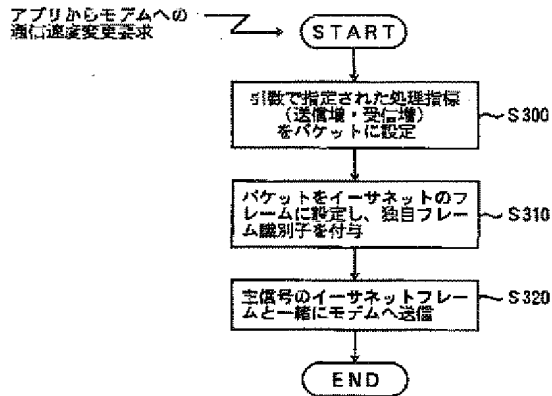 アプリからモデムへの
通信速度変更要求
START
引数で指定された処理指標
（送信増・受信増）
をパケットに設定
S300
パケットをイーサネットのフ
レームに設定し、独自フレー
ム識別子を付与
S310
主信号のイーサネットフレー
ムと一緒にモデムへ送信
S320
END